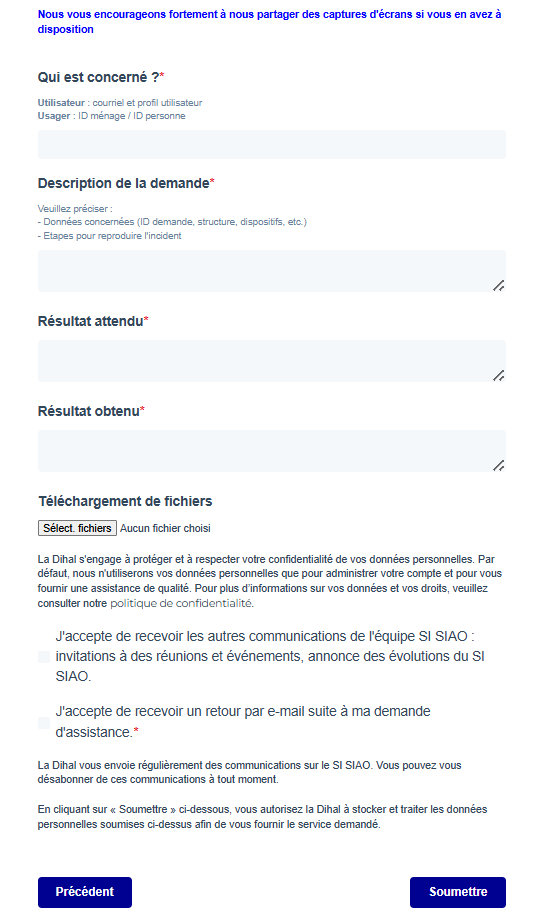 Nous vous encourageons fortement à nous partager des captures d'écrans si vous en avez à
disposition
Qui est concerné ?*
Utilisateur : courriel et profil utilisateur
Usager : ID ménage / ID personne
Description de la demande*
Veuillez préciser :
- Données concernées (ID demande, structure, dispositifs, etc.)
- Etapes pour reproduire l'incident
Résultat attendu*
Résultat obtenu*
Téléchargement de fichiers
Sélect. fichiers Aucun fichier choisi
La Dihal s'engage à protéger et à respecter votre confidentialité de vos données personnelles. Par
défaut, nous n'utiliserons vos données personnelles que pour administrer votre compte et pour vous
fournir une assistance de qualité. Pour plus d'informations sur vos données et vos droits, veuillez
consulter notre politique de confidentialité.
J'accepte de recevoir les autres communications de l'équipe SI SIAO :
invitations à des réunions et événements, annonce des évolutions du SI
SIAO.
J'accepte de recevoir un retour par e-mail suite à ma demande
d'assistance.*
La Dihal vous envoie régulièrement des communications sur le SI SIAO. Vous pouvez vous
désabonner de ces communications à tout moment.
En cliquant sur « Soumettre » ci-dessous, vous autorisez la Dihal à stocker et traiter les données
personnelles soumises ci-dessus afin de vous fournir le service demandé.
Précédent Soumettre